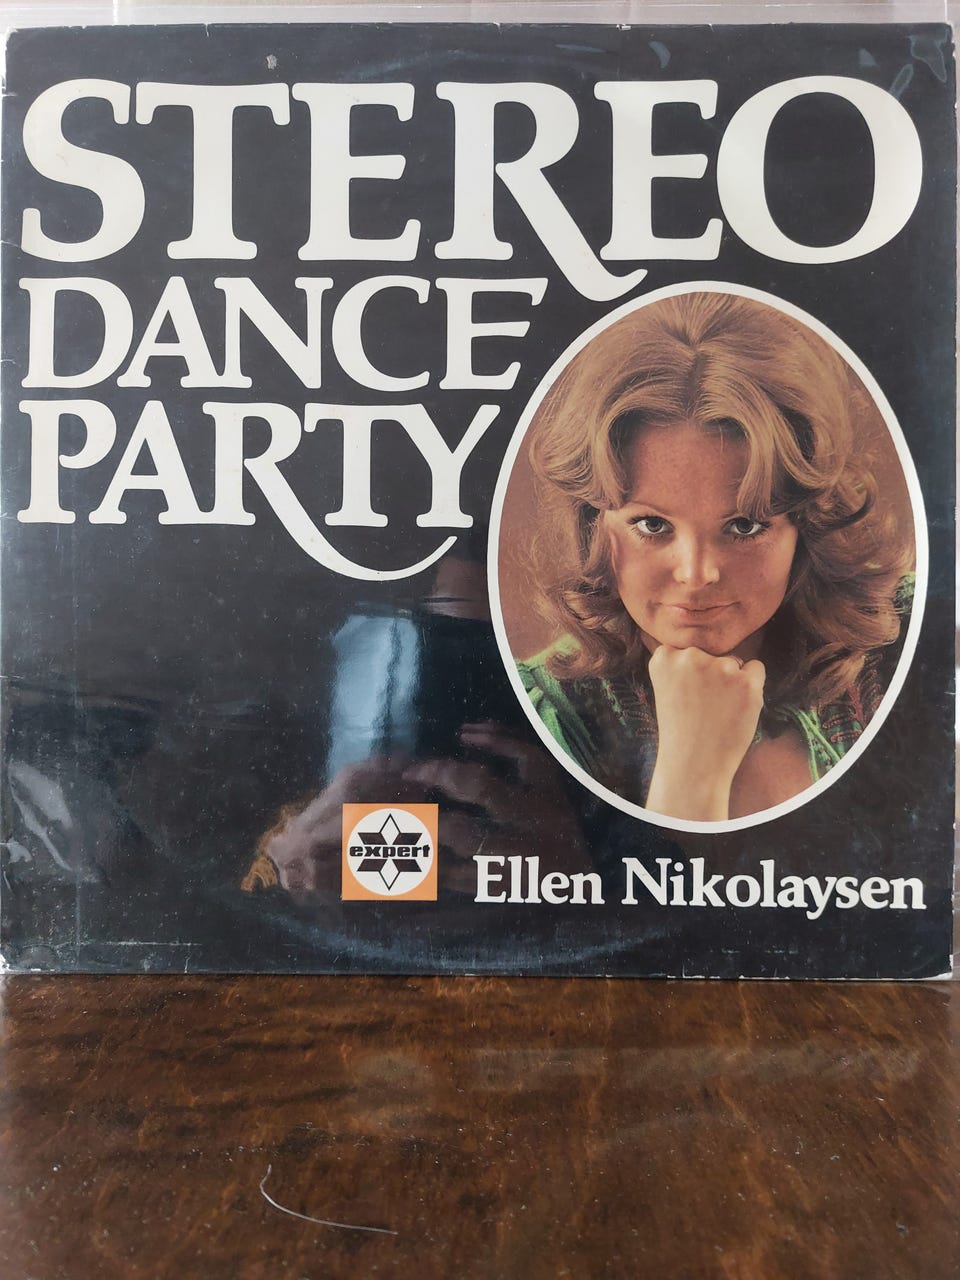 STEREO
DANCE
PARTY
expert
Ellen Nikolaysen